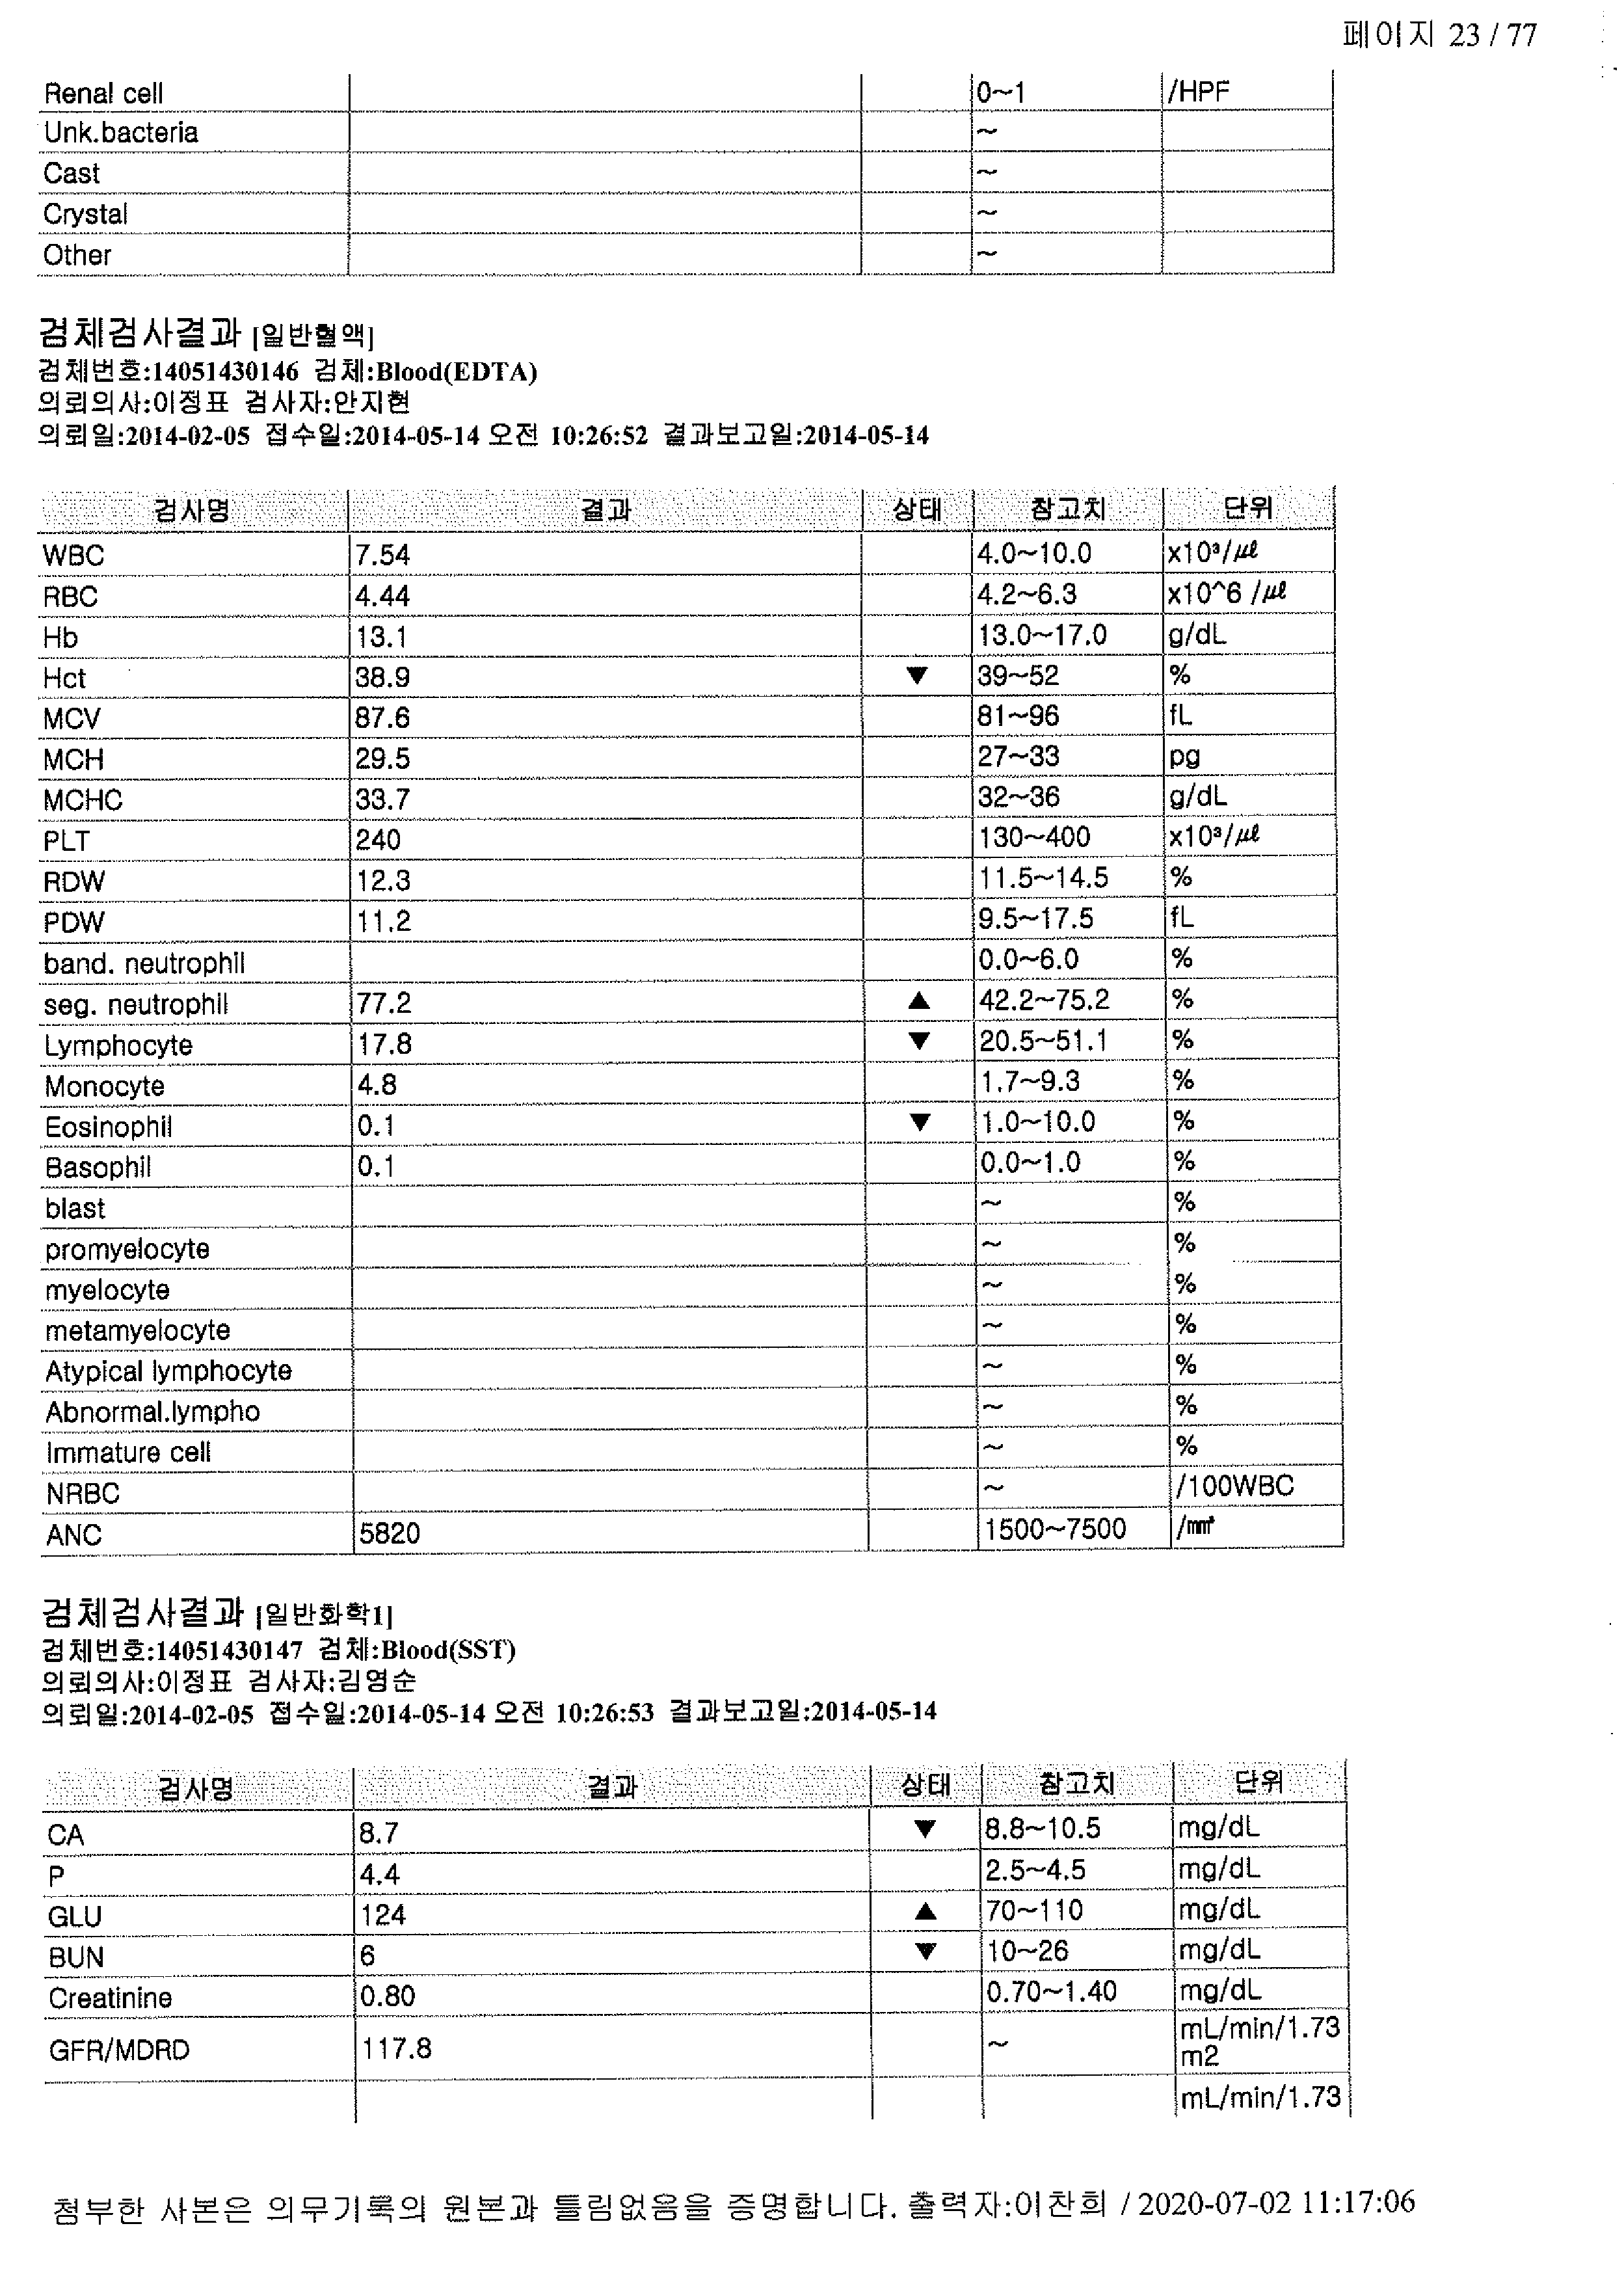 페이지 23 / 77
Renal cell 0~1 /HPF
Unk.bacteria ~
Cast ~
Crystal ~
Other ~
검체검사결과 [일반혈액]
검체번호:14051430146 검체:Blood(EDTA)
의뢰의사:이정표 검사자:안지현
의뢰일:2014-02-05 접수일:2014-05-14 오전 10:26:52 결과보고일:2014-05-14
검사명 결과 상태 참고치 단위
WBC 7.54 4.0~10.0 x10³/㎕
RBC 4.44 4.2~6.3 x10^6 /㎕
Hb 13.1 13.0~17.0 g/dL
Hct 38.9 ▼ 39~52 %
MCV 87.6 81~96 fL
MCH 29.5 27~33 pg
MCHC 33.7 32~36 g/dL
PLT 240 130~400 x10³/㎕
RDW 12.3 11.5~14.5 %
PDW 11.2 9.5~17.5 fL
band. neutrophil 0.0~6.0 %
seg. neutrophil 77.2 ▲ 42.2~75.2 %
Lymphocyte 17.8 ▼ 20.5~51.1 %
Monocyte 4.8 1.7~9.3 %
Eosinophil 0.1 ▼ 1.0~10.0 %
Basophil 0.1 0.0~1.0 %
blast ~ %
promyelocyte ~ %
myelocyte ~ %
metamyelocyte ~ %
Atypical lymphocyte ~ %
Abnormal.lympho ~ %
Immature cell ~ %
NRBC ~ /100WBC
ANC 5820 1500~7500 /㎣
검체검사결과 [일반화학1]
검체번호:14051430147 검체:Blood(SST)
의뢰의사:이정표 검사자:김영순
의뢰일:2014-02-05 접수일:2014-05-14 오전 10:26:53 결과보고일:2014-05-14
검사명 결과 상태 참고치 단위
CA 8.7 ▼ 8.8~10.5 mg/dL
P 4.4 2.5~4.5 mg/dL
GLU 124 ▲ 70~110 mg/dL
BUN 6 ▼ 10~26 mg/dL
Creatinine 0.80 0.70~1.40 mg/dL
GFR/MDRD 117.8 ~ mL/min/1.73
m2
mL/min/1.73
첨부한 사본은 의무기록의 원본과 틀림없음을 증명합니다. 출력자:이찬희 / 2020-07-02 11:17:06